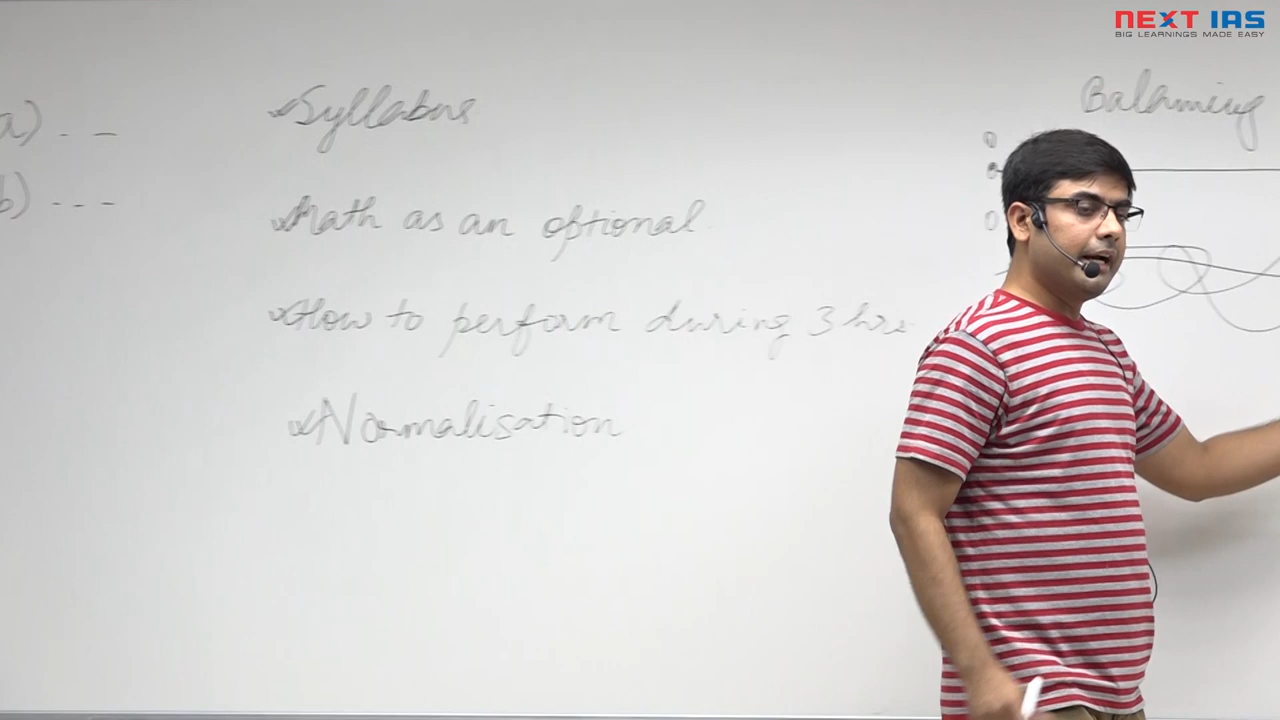 NEXT IAS
BIG LEARNINGS MADE EASY
a) . _ _
b) _ _ _
Syllabus
Math as an optional
How to perform during 3 hrs.
Normalisation
Balancing